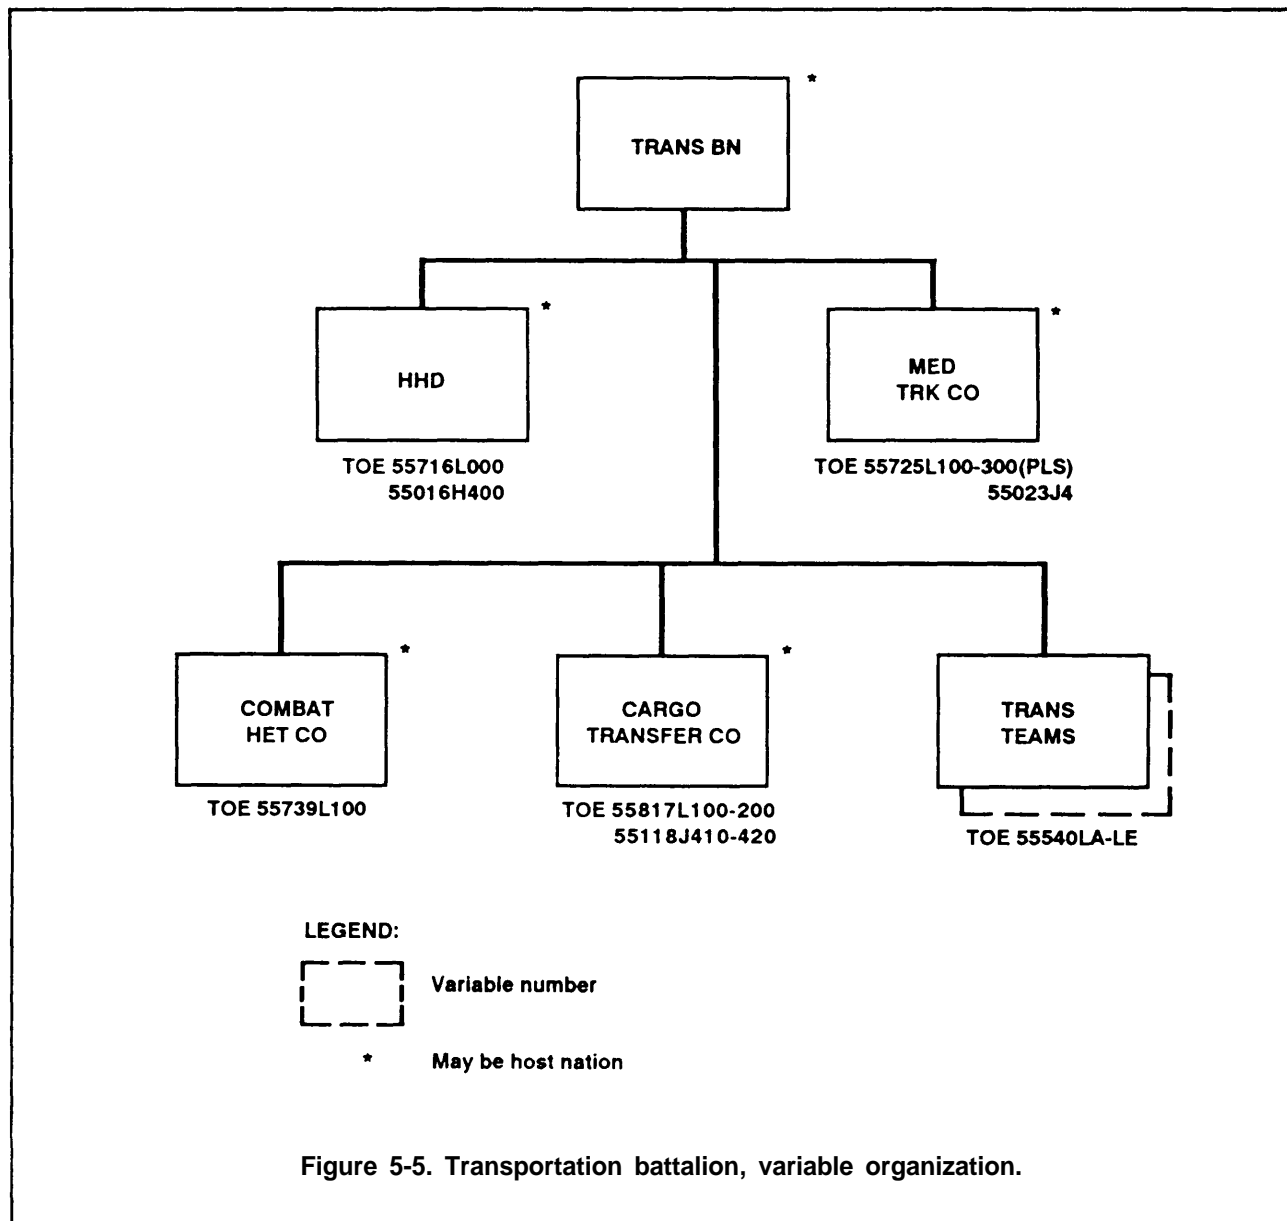 *
TRANS BN
*
HHD
TOE 55716L000
55016H400
*
MED
TRK CO
TOE 55725L100-300(PLS)
55023J4
*
COMBAT
HET CO
TOE 55739L100
*
CARGO
TRANSFER CO
TOE 55817L100-200
55118J410-420
TRANS
TEAMS
TOE 55540LA-LE
LEGEND:
Variable number
* May be host nation
Figure 5-5. Transportation battalion, variable organization.